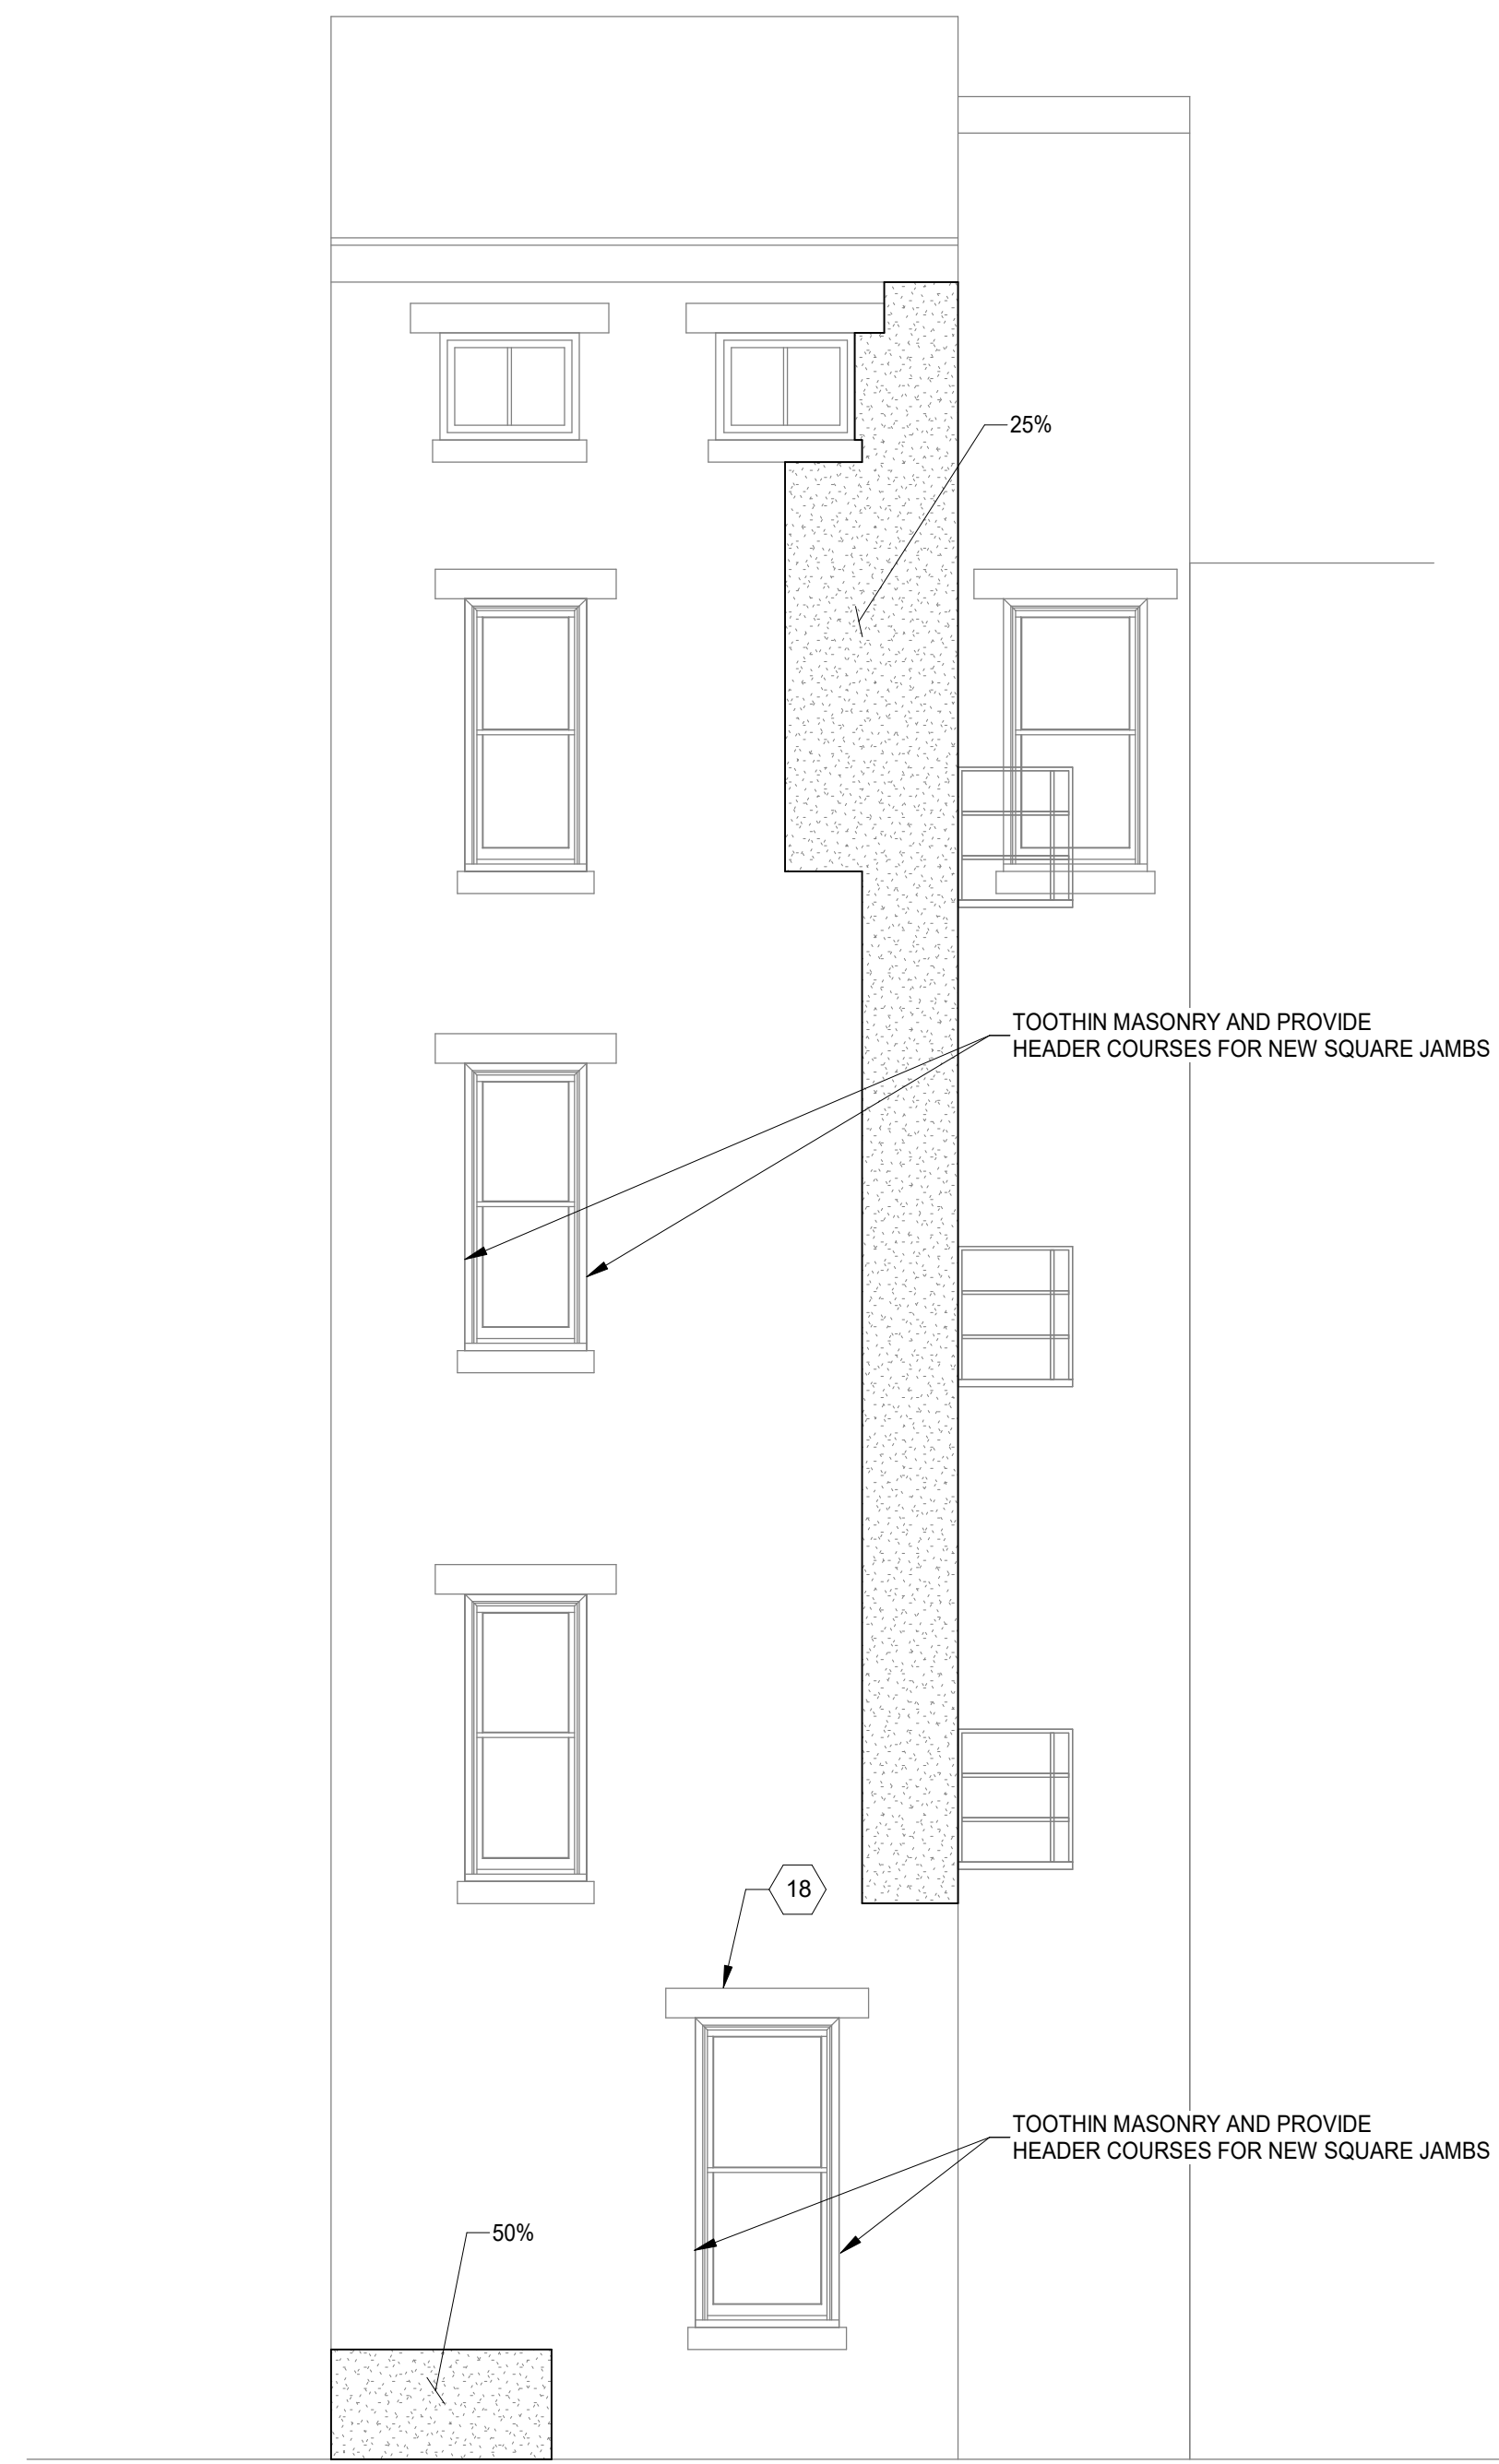 25%
TOOTHIN MASONRY AND PROVIDE
HEADER COURSES FOR NEW SQUARE JAMBS
18
TOOTHIN MASONRY AND PROVIDE
HEADER COURSES FOR NEW SQUARE JAMBS
50%